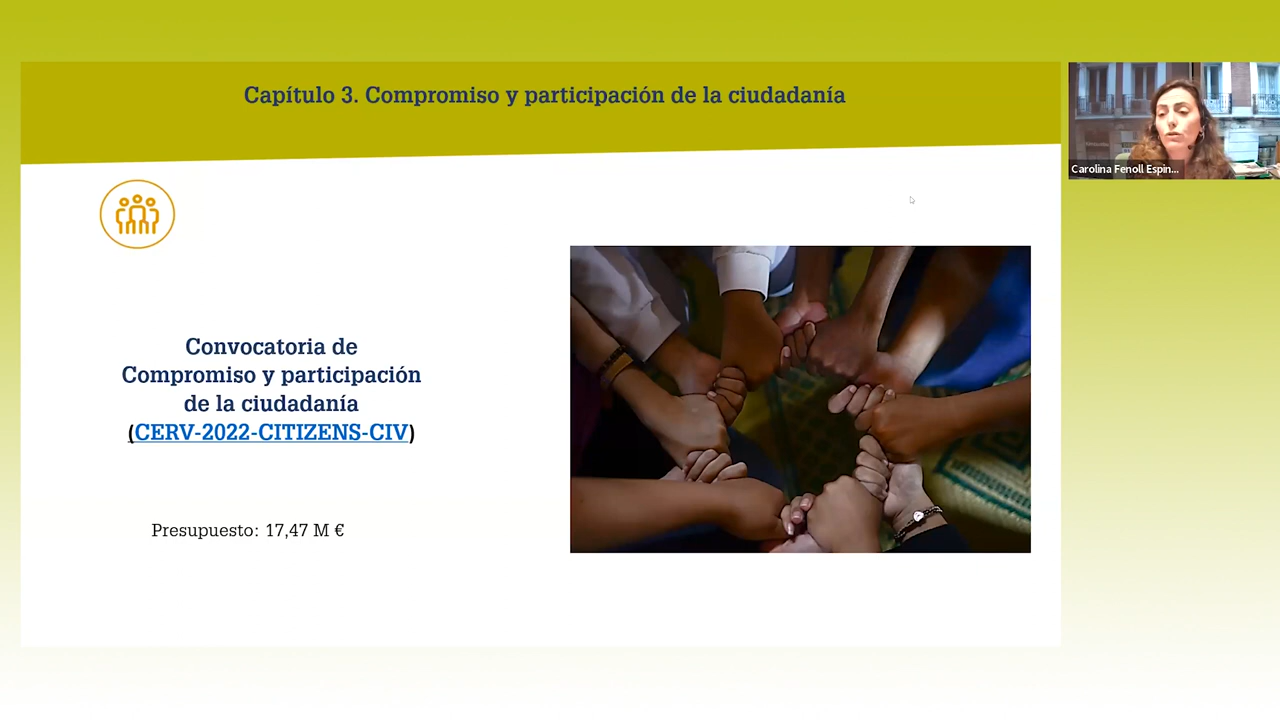 Capítulo 3. Compromiso y participación de la ciudadanía
Carolina Fenoll Espin...
Convocatoria de
Compromiso y participación
de la ciudadanía
(CERV-2022-CITIZENS-CIV)
Presupuesto: 17,47 M €